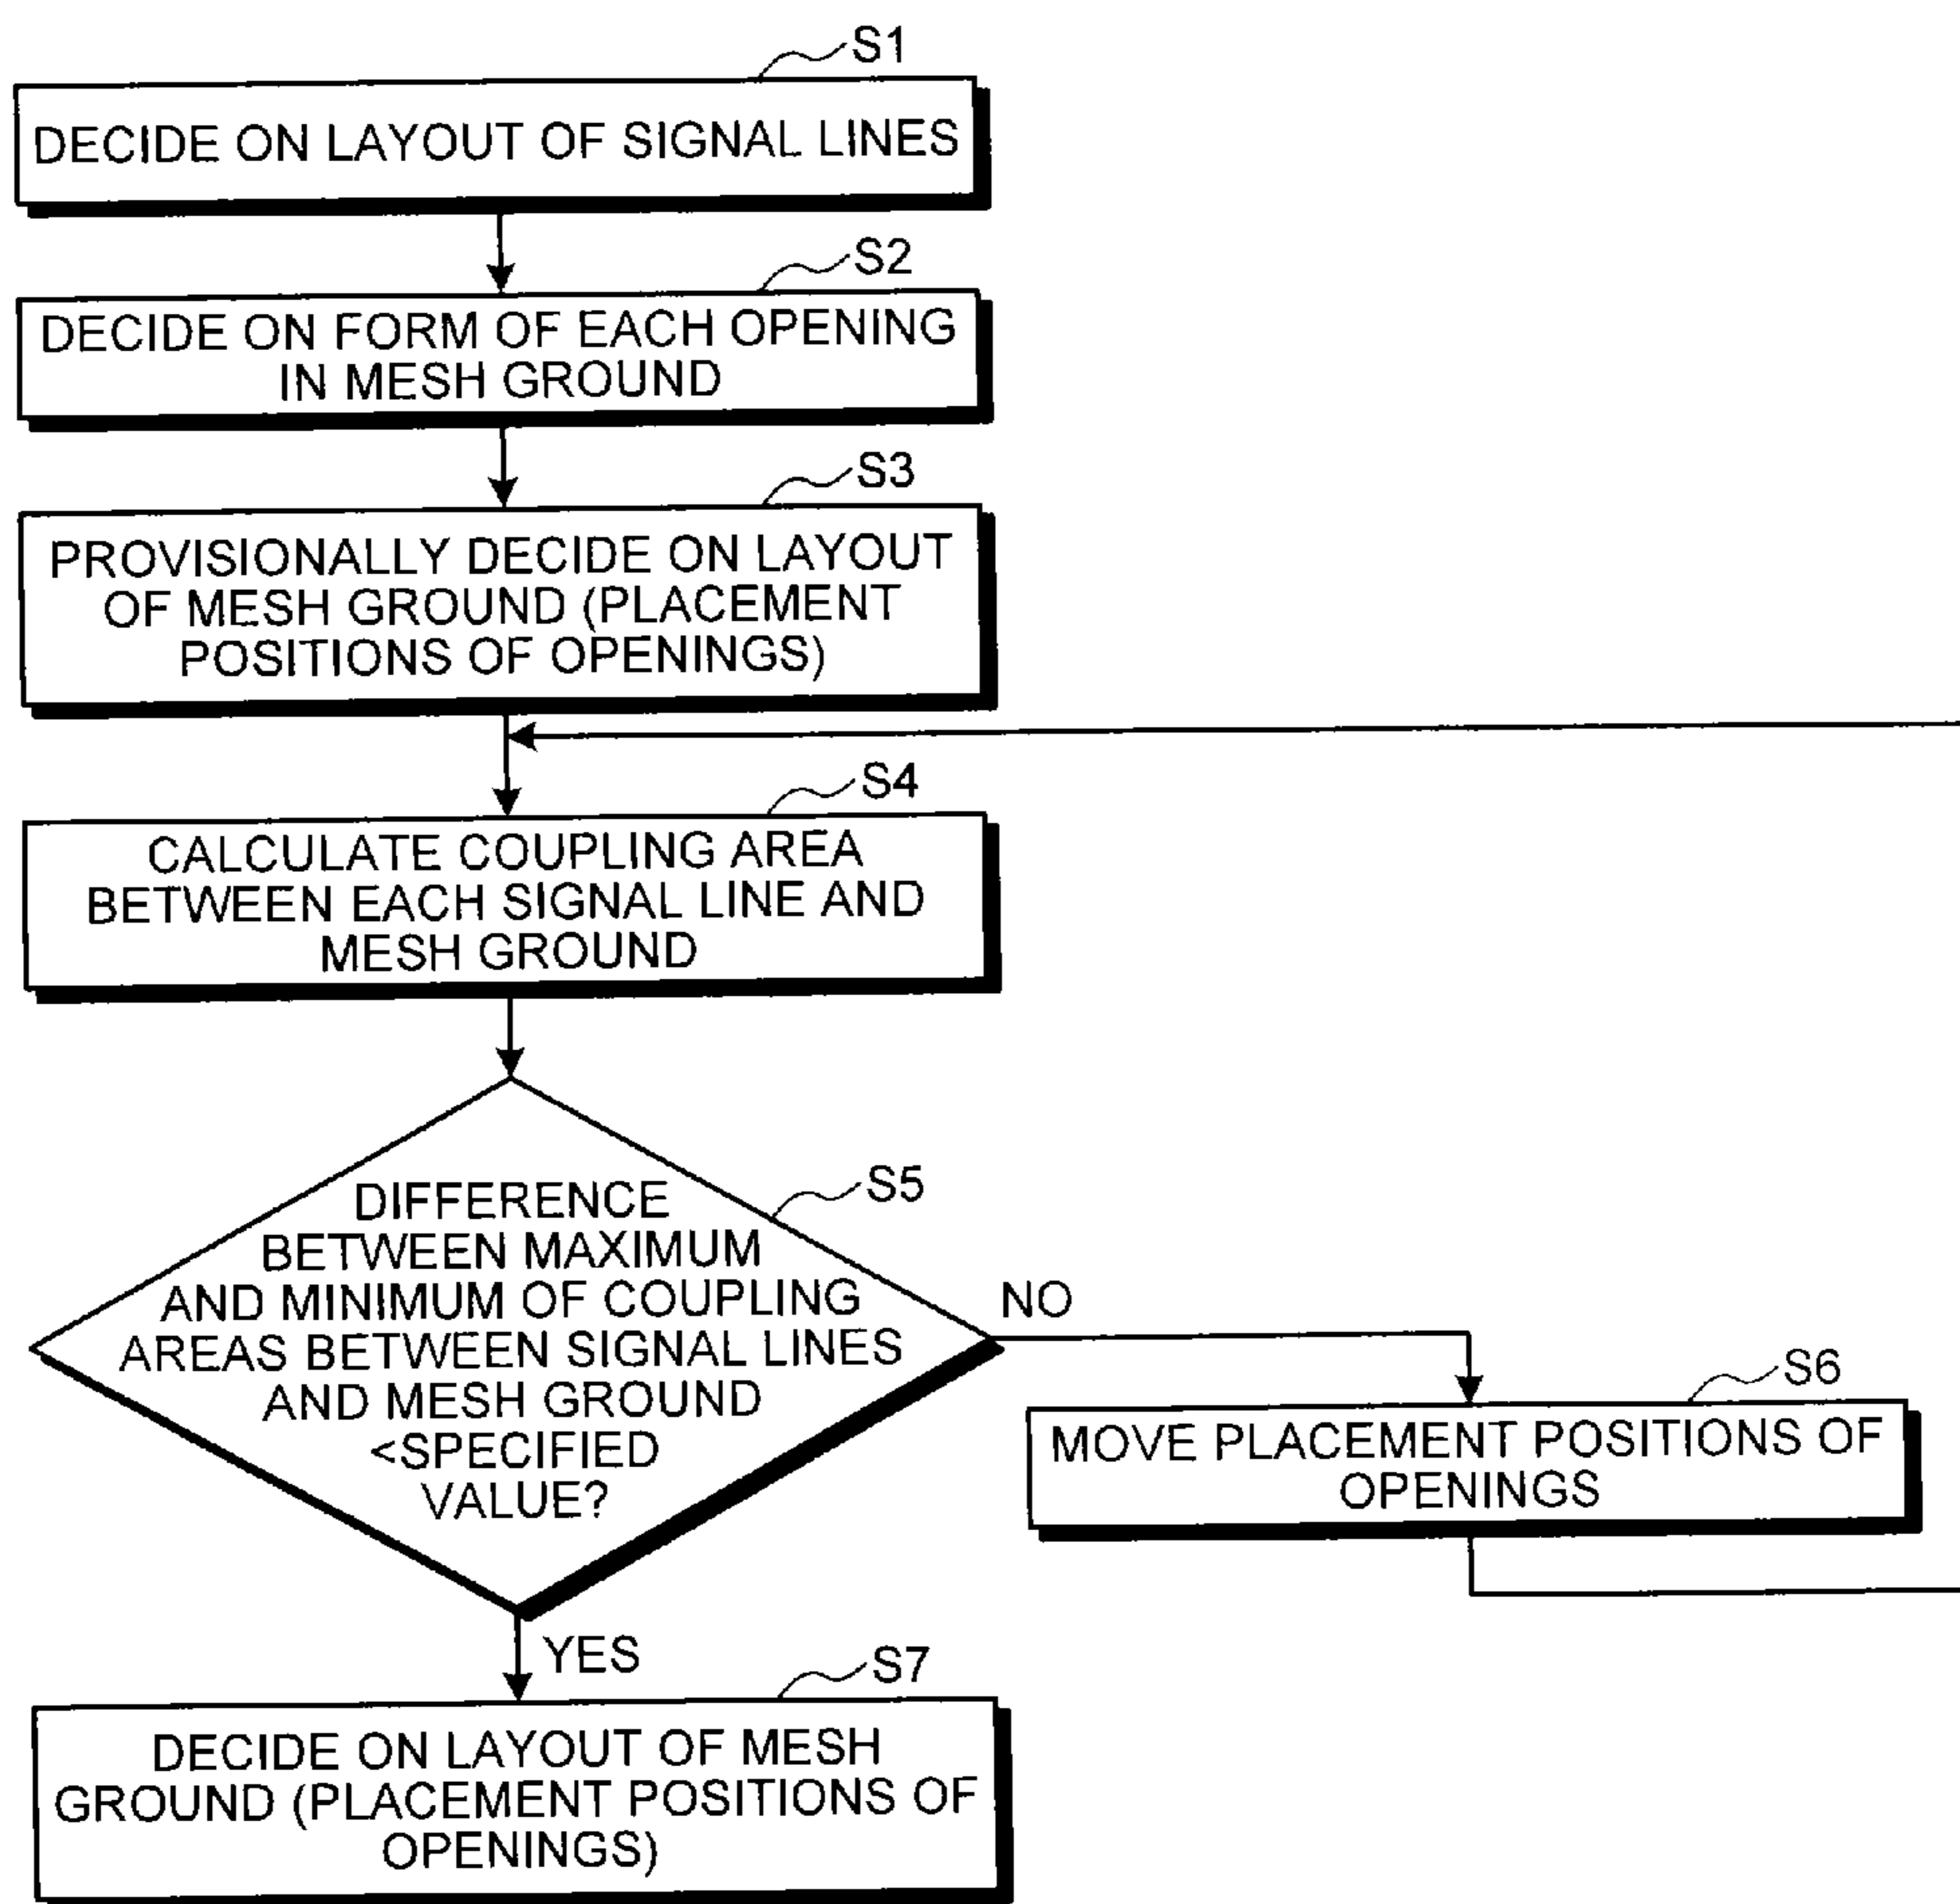 S1
DECIDE ON LAYOUT OF SIGNAL LINES
S2
DECIDE ON FORM OF EACH OPENING
IN MESH GROUND
S3
PROVISIONALLY DECIDE ON LAYOUT
OF MESH GROUND (PLACEMENT
POSITIONS OF OPENINGS)
S4
CALCULATE COUPLING AREA
BETWEEN EACH SIGNAL LINE AND
MESH GROUND
S5
DIFFERENCE
BETWEEN MAXIMUM
AND MINIMUM OF COUPLING
AREAS BETWEEN SIGNAL LINES
AND MESH GROUND
<SPECIFIED
VALUE?
NO
S6
MOVE PLACEMENT POSITIONS OF
OPENINGS
YES
S7
DECIDE ON LAYOUT OF MESH
GROUND (PLACEMENT POSITIONS OF
OPENINGS)